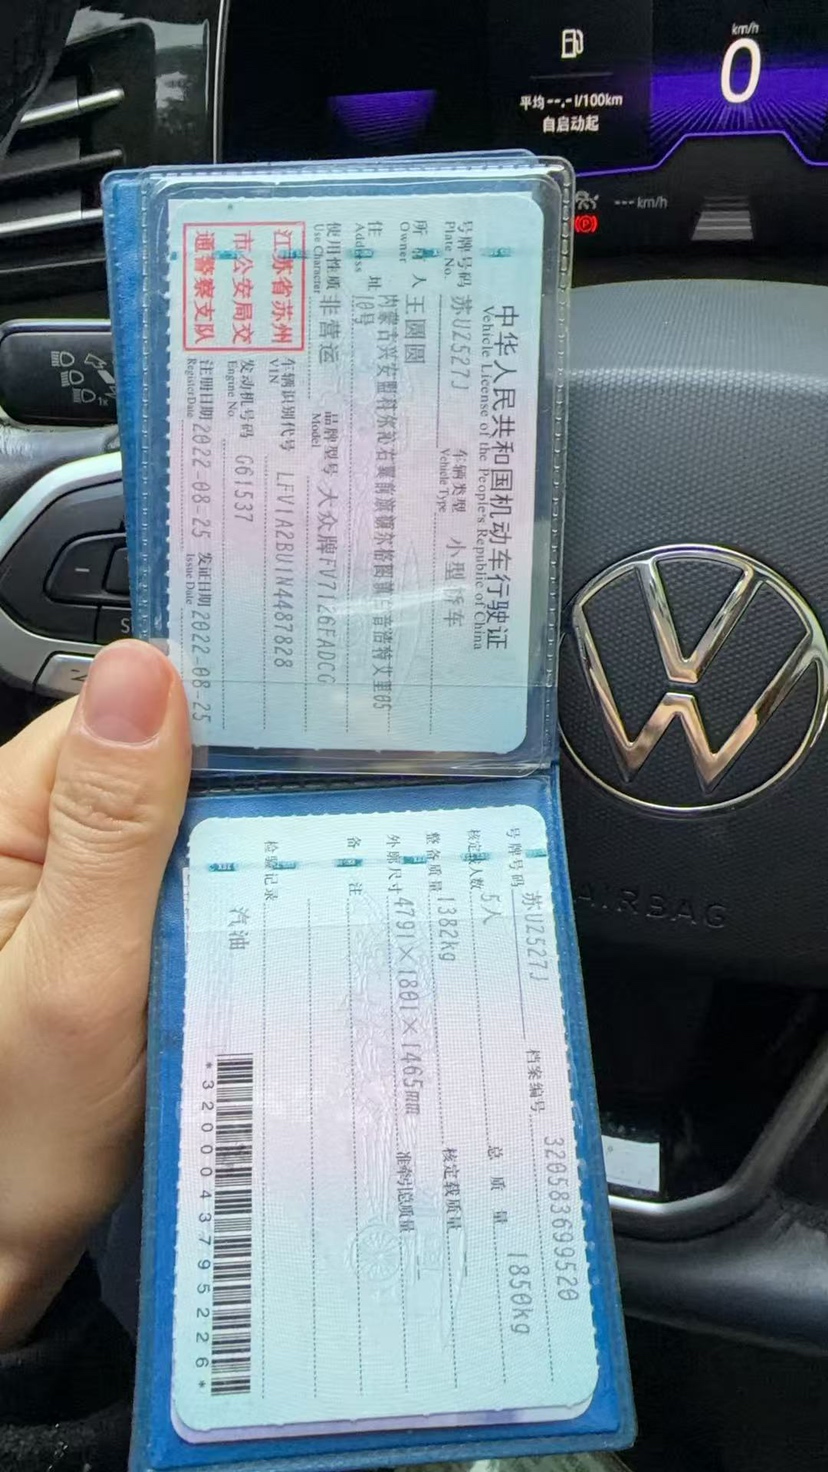 km/h
0
平均--.-l/100km
自启动起
--- km/h
中华人民共和国机动车行驶证
Vehicle License of the People's Republic of China
号牌号码 苏UZ527J 车辆类型 小型轿车
Plate No. Vehicle Type
所有人 王圆圆
Owner
住址 内蒙古兴安盟科尔沁右翼前旗额尔格图镇 音浩特艾里05
Address 10号
使用性质 非营运 品牌型号 大众牌FV7126FADCG
Use Character Model
江苏省苏州
市公安局交
通警察支队
车辆识别代号 LFV1A2BU1N4487828
VIN
发动机号码 G61537
Engine No.
注册日期 2022-08-25 发证日期 2022-08-25
Register Date Issue Date
号牌号码 苏UZ527J 档案编号 320583699520
核定载人数 5人 总质量 1850kg
整备质量 1382kg 核定载质量 --
外廓尺寸 4791×1801×1465mm 准牵引总质量 --
备注
检验记录
汽油
*3200043795226*
AIRBAG